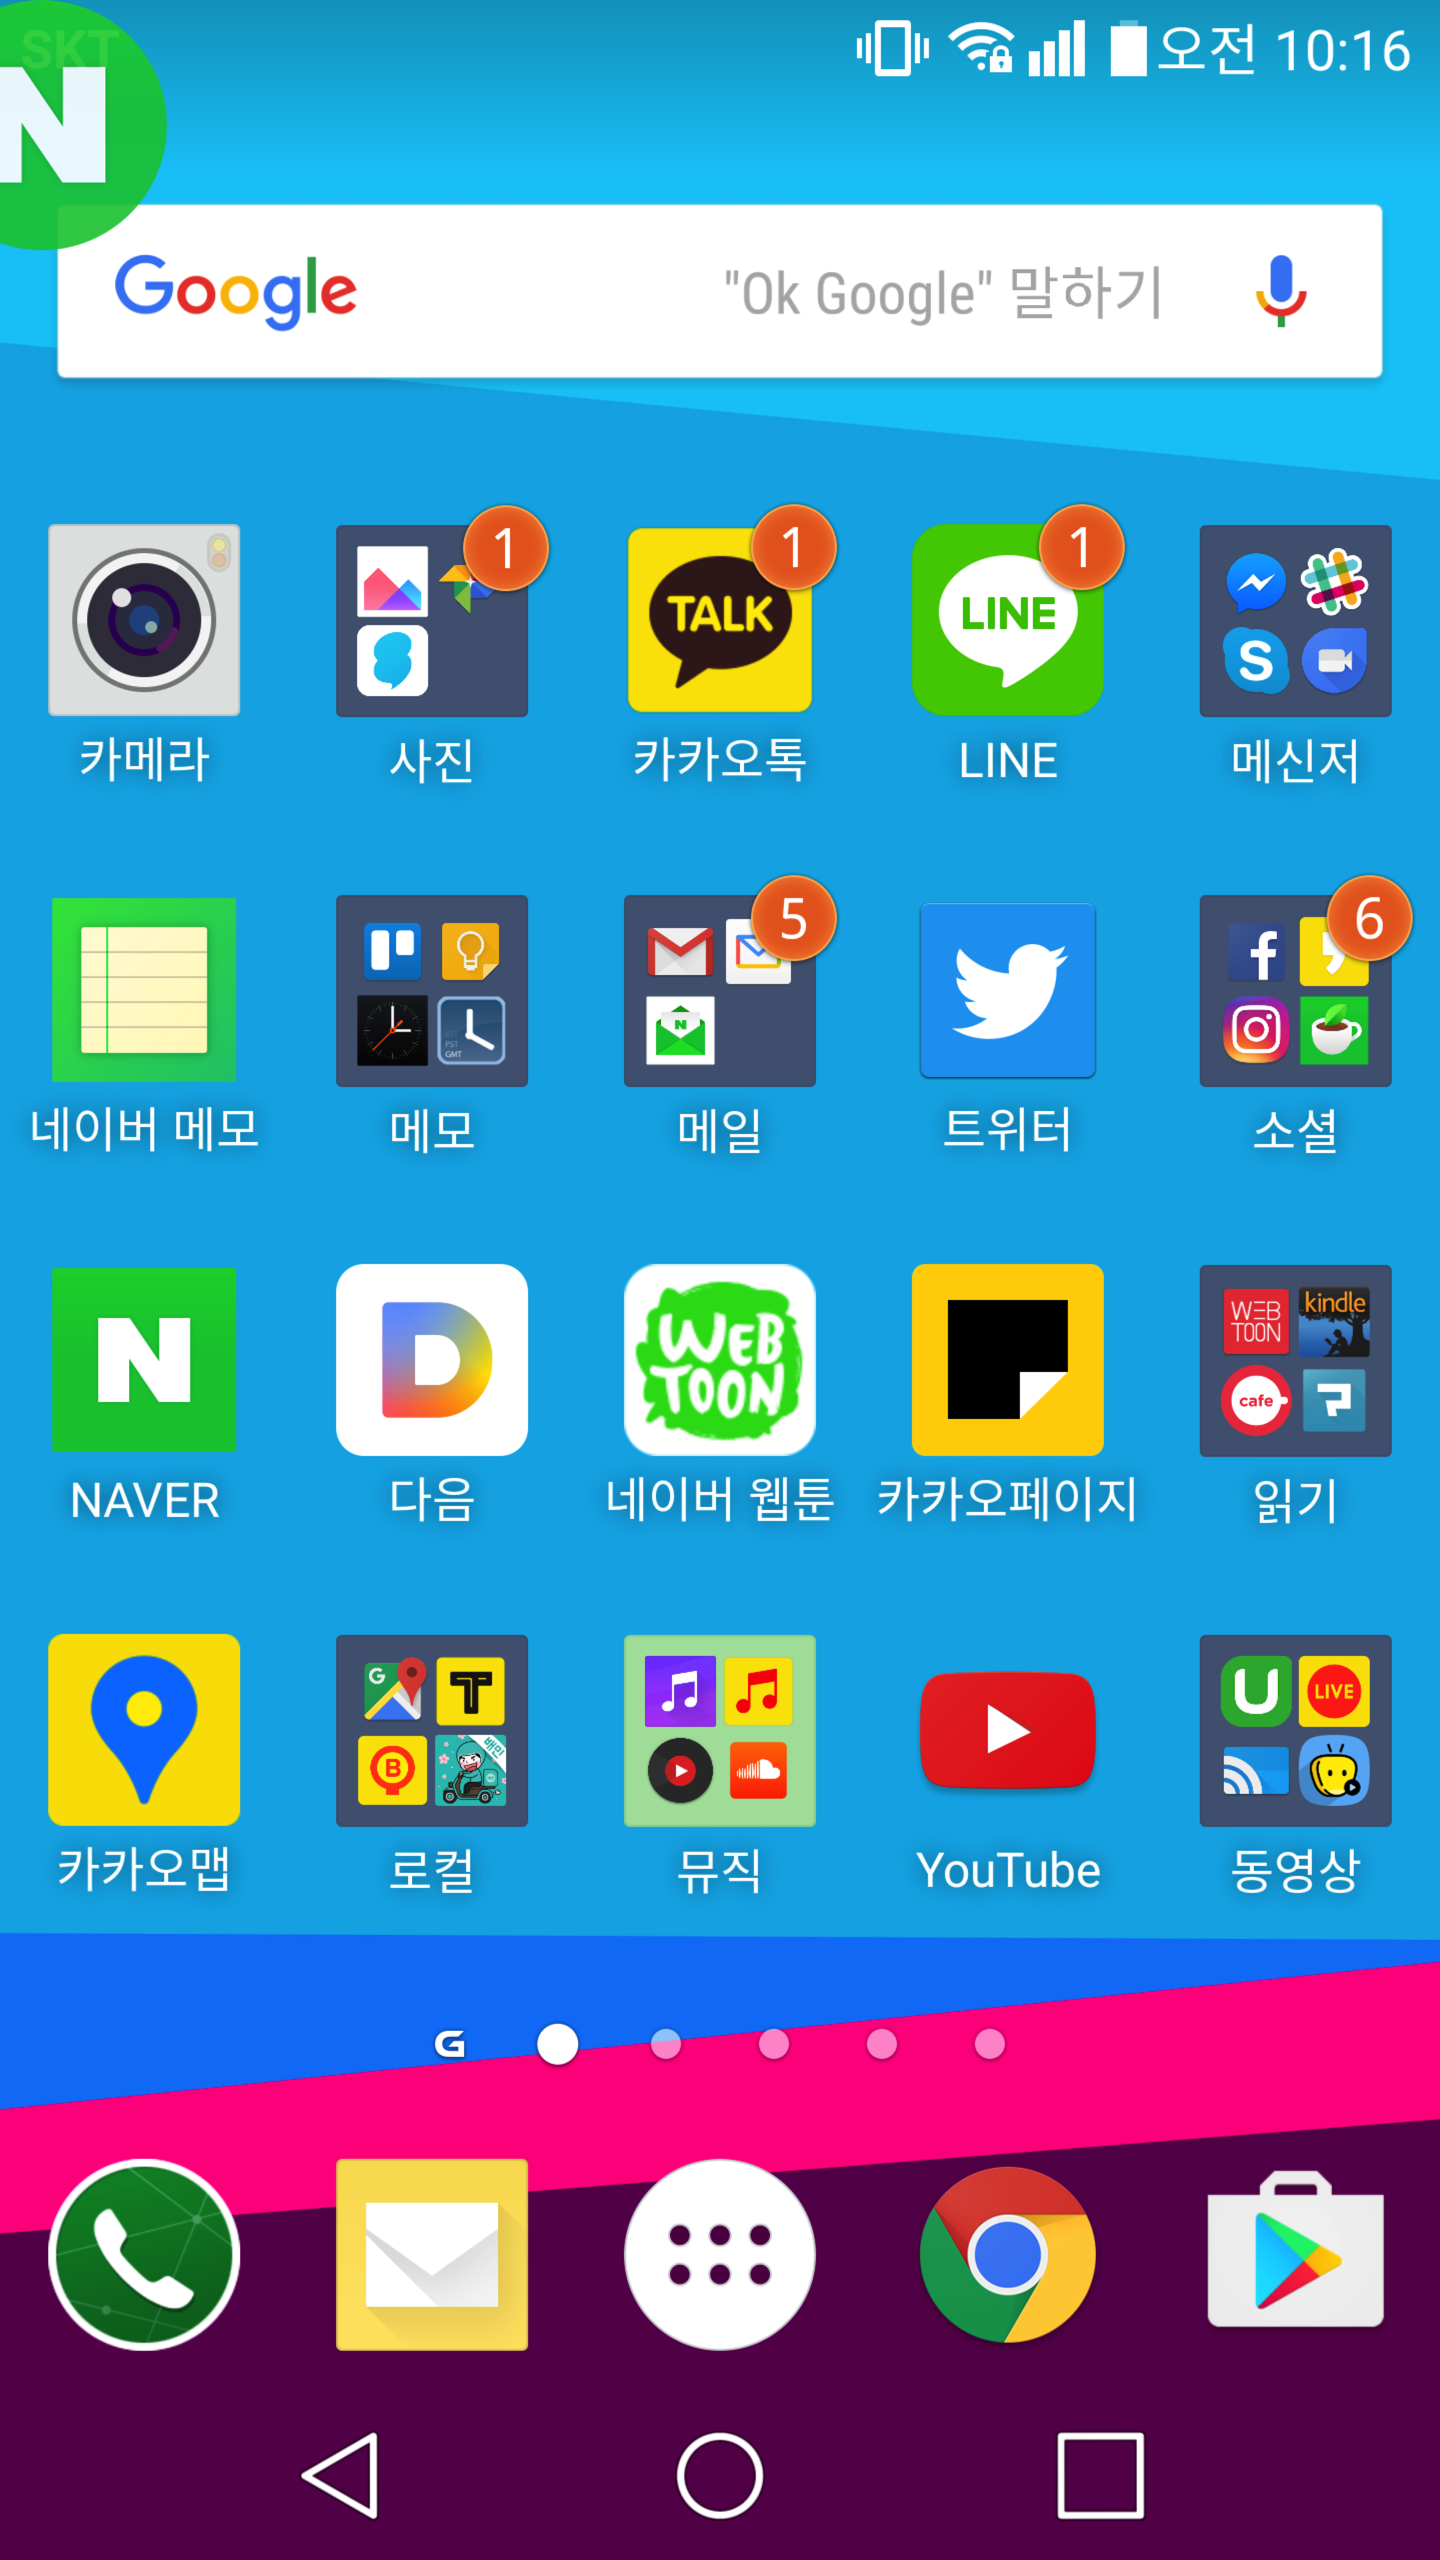 SKT
오전 10:16
N
Google "Ok Google" 말하기
1 1 1
TALK LINE S
카메라 사진 카카오톡 LINE 메신저
5 6
PST
GMT
N
네이버 메모 메모 메일 트위터 소셜
N D WEB TOON WEB TOON kindle
cafe
NAVER 다음 네이버 웹툰 카카오페이지 읽기
G T U LIVE
B 배민
카카오맵 로컬 뮤직 YouTube 동영상
G